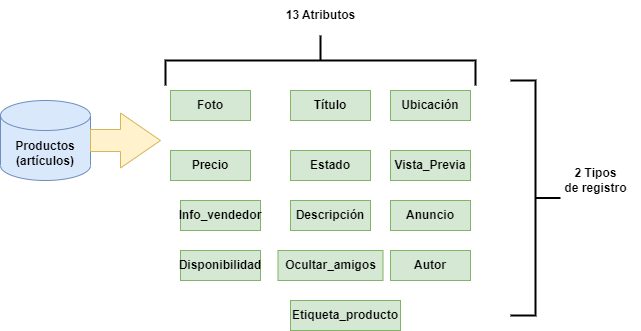 13 Atributos
Foto
Título
Ubicación
Productos
(artículos)
Precio
Estado
Vista_Previa
2 Tipos
de registro
Info_vendedor
Descripción
Anuncio
Disponibilidad
Ocultar_amigos
Autor
Etiqueta_producto